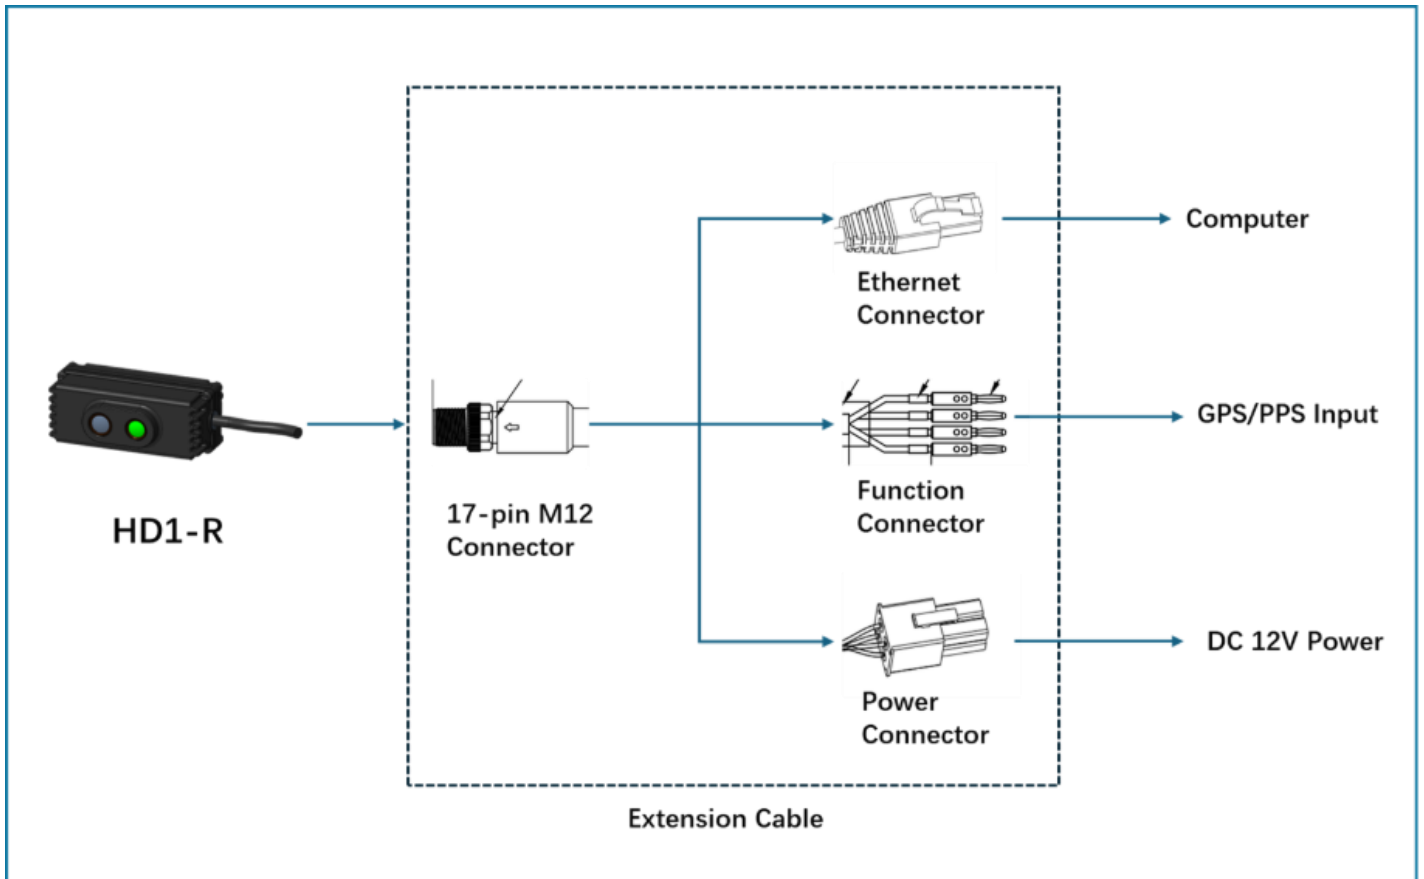 HD1-R
17-pin M12
Connector
Ethernet
Connector
Function
Connector
Power
Connector
Computer
GPS/PPS Input
DC 12V Power
Extension Cable